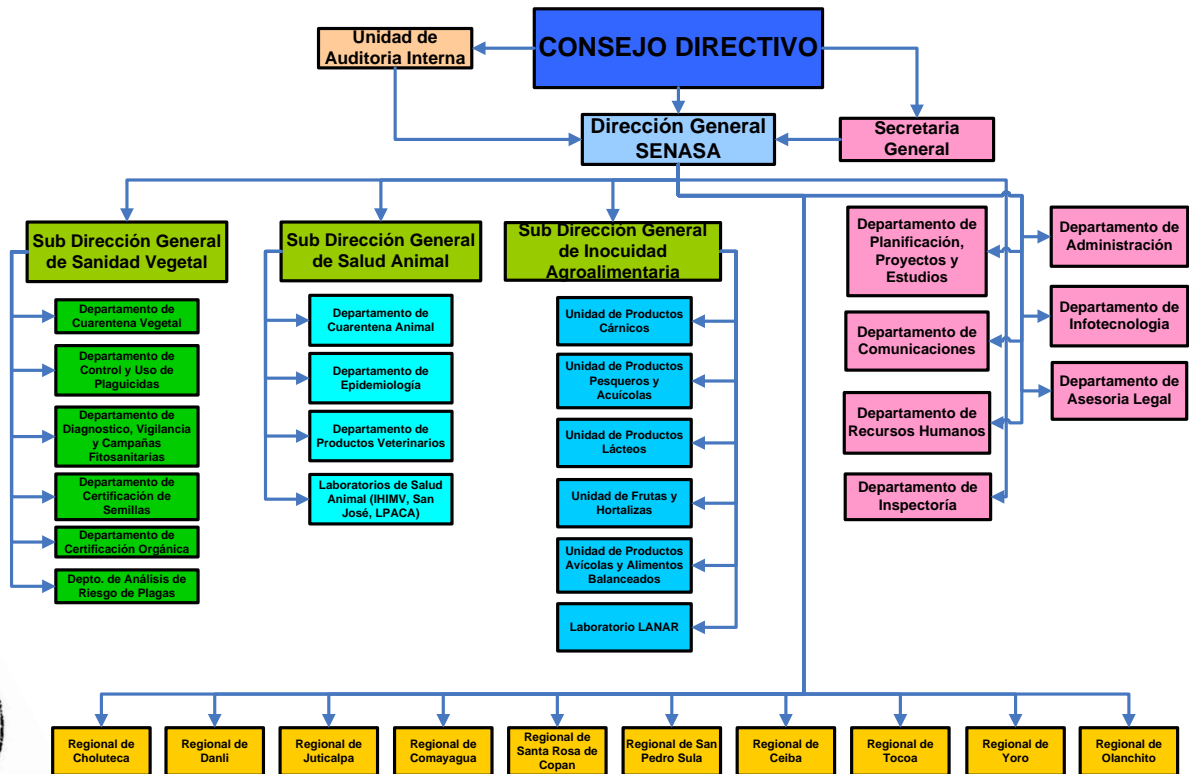 Unidad de
Auditoria Interna
CONSEJO DIRECTIVO
Dirección General
SENASA
Secretaria
General
Sub Dirección General
de Sanidad Vegetal
Sub Dirección General
de Salud Animal
Sub Dirección General
de Inocuidad
Agroalimentaria
Departamento de
Planificación,
Proyectos y
Estudios
Departamento de
Administración
Departamento de
Comunicaciones
Departamento de
Infotecnologia
Departamento de
Recursos Humanos
Departamento de
Asesoria Legal
Departamento de
Inspectoría
Departamento de
Cuarentena Vegetal
Departamento de
Control y Uso de
Plaguicidas
Departamento de
Diagnostico, Vigilancia
y Campañas
Fitosanitarias
Departamento de
Certificación de
Semillas
Departamento de
Certificación Orgánica
Depto. de Análisis de
Riesgo de Plagas
Departamento de
Cuarentena Animal
Departamento de
Epidemiología
Departamento de
Productos Veterinarios
Laboratorios de Salud
Animal (IHIMV, San
José, LPACA)
Unidad de Productos
Cárnicos
Unidad de Productos
Pesqueros y
Acuícolas
Unidad de Productos
Lácteos
Unidad de Frutas y
Hortalizas
Unidad de Productos
Avícolas y Alimentos
Balanceados
Laboratorio LANAR
Regional de
Choluteca
Regional de
Danli
Regional de
Juticalpa
Regional de
Comayagua
Regional de
Santa Rosa de
Copan
Regional de San
Pedro Sula
Regional de
Ceiba
Regional de
Tocoa
Regional de
Yoro
Regional de
Olanchito